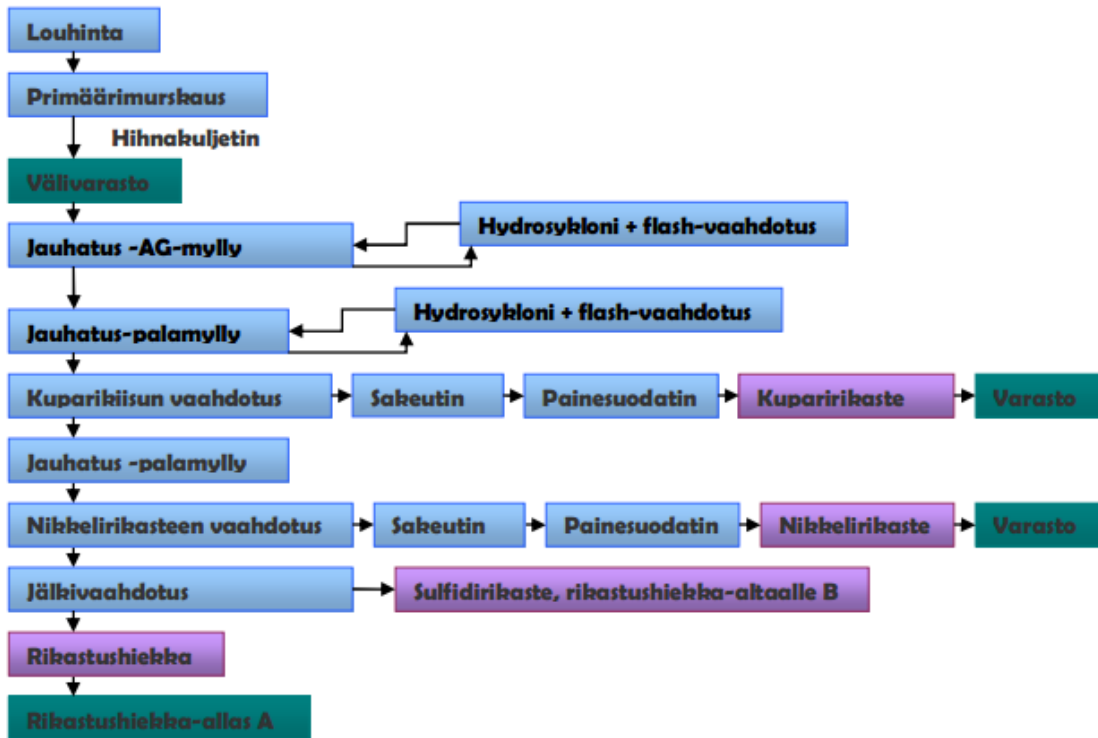 Louhinta
Primäärimurskaus
Hihnakuljetin
Välivarasto
Hydrosykloni + flash-vaahdotus
Jauhatus -AG-mylly
Hydrosykloni + flash-vaahdotus
Jauhatus-palamylly
Kuparikiisun vaahdotus
Sakeutin
Painesuodatin
Kuparirikaste
Varasto
Jauhatus -palamylly
Nikkelirikasteen vaahdotus
Sakeutin
Painesuodatin
Nikkelirikaste
Varasto
Jälkivaahdotus
Sulfidirikaste, rikastushiekka-altaalle B
Rikastushiekka
Rikastushiekka-allas A